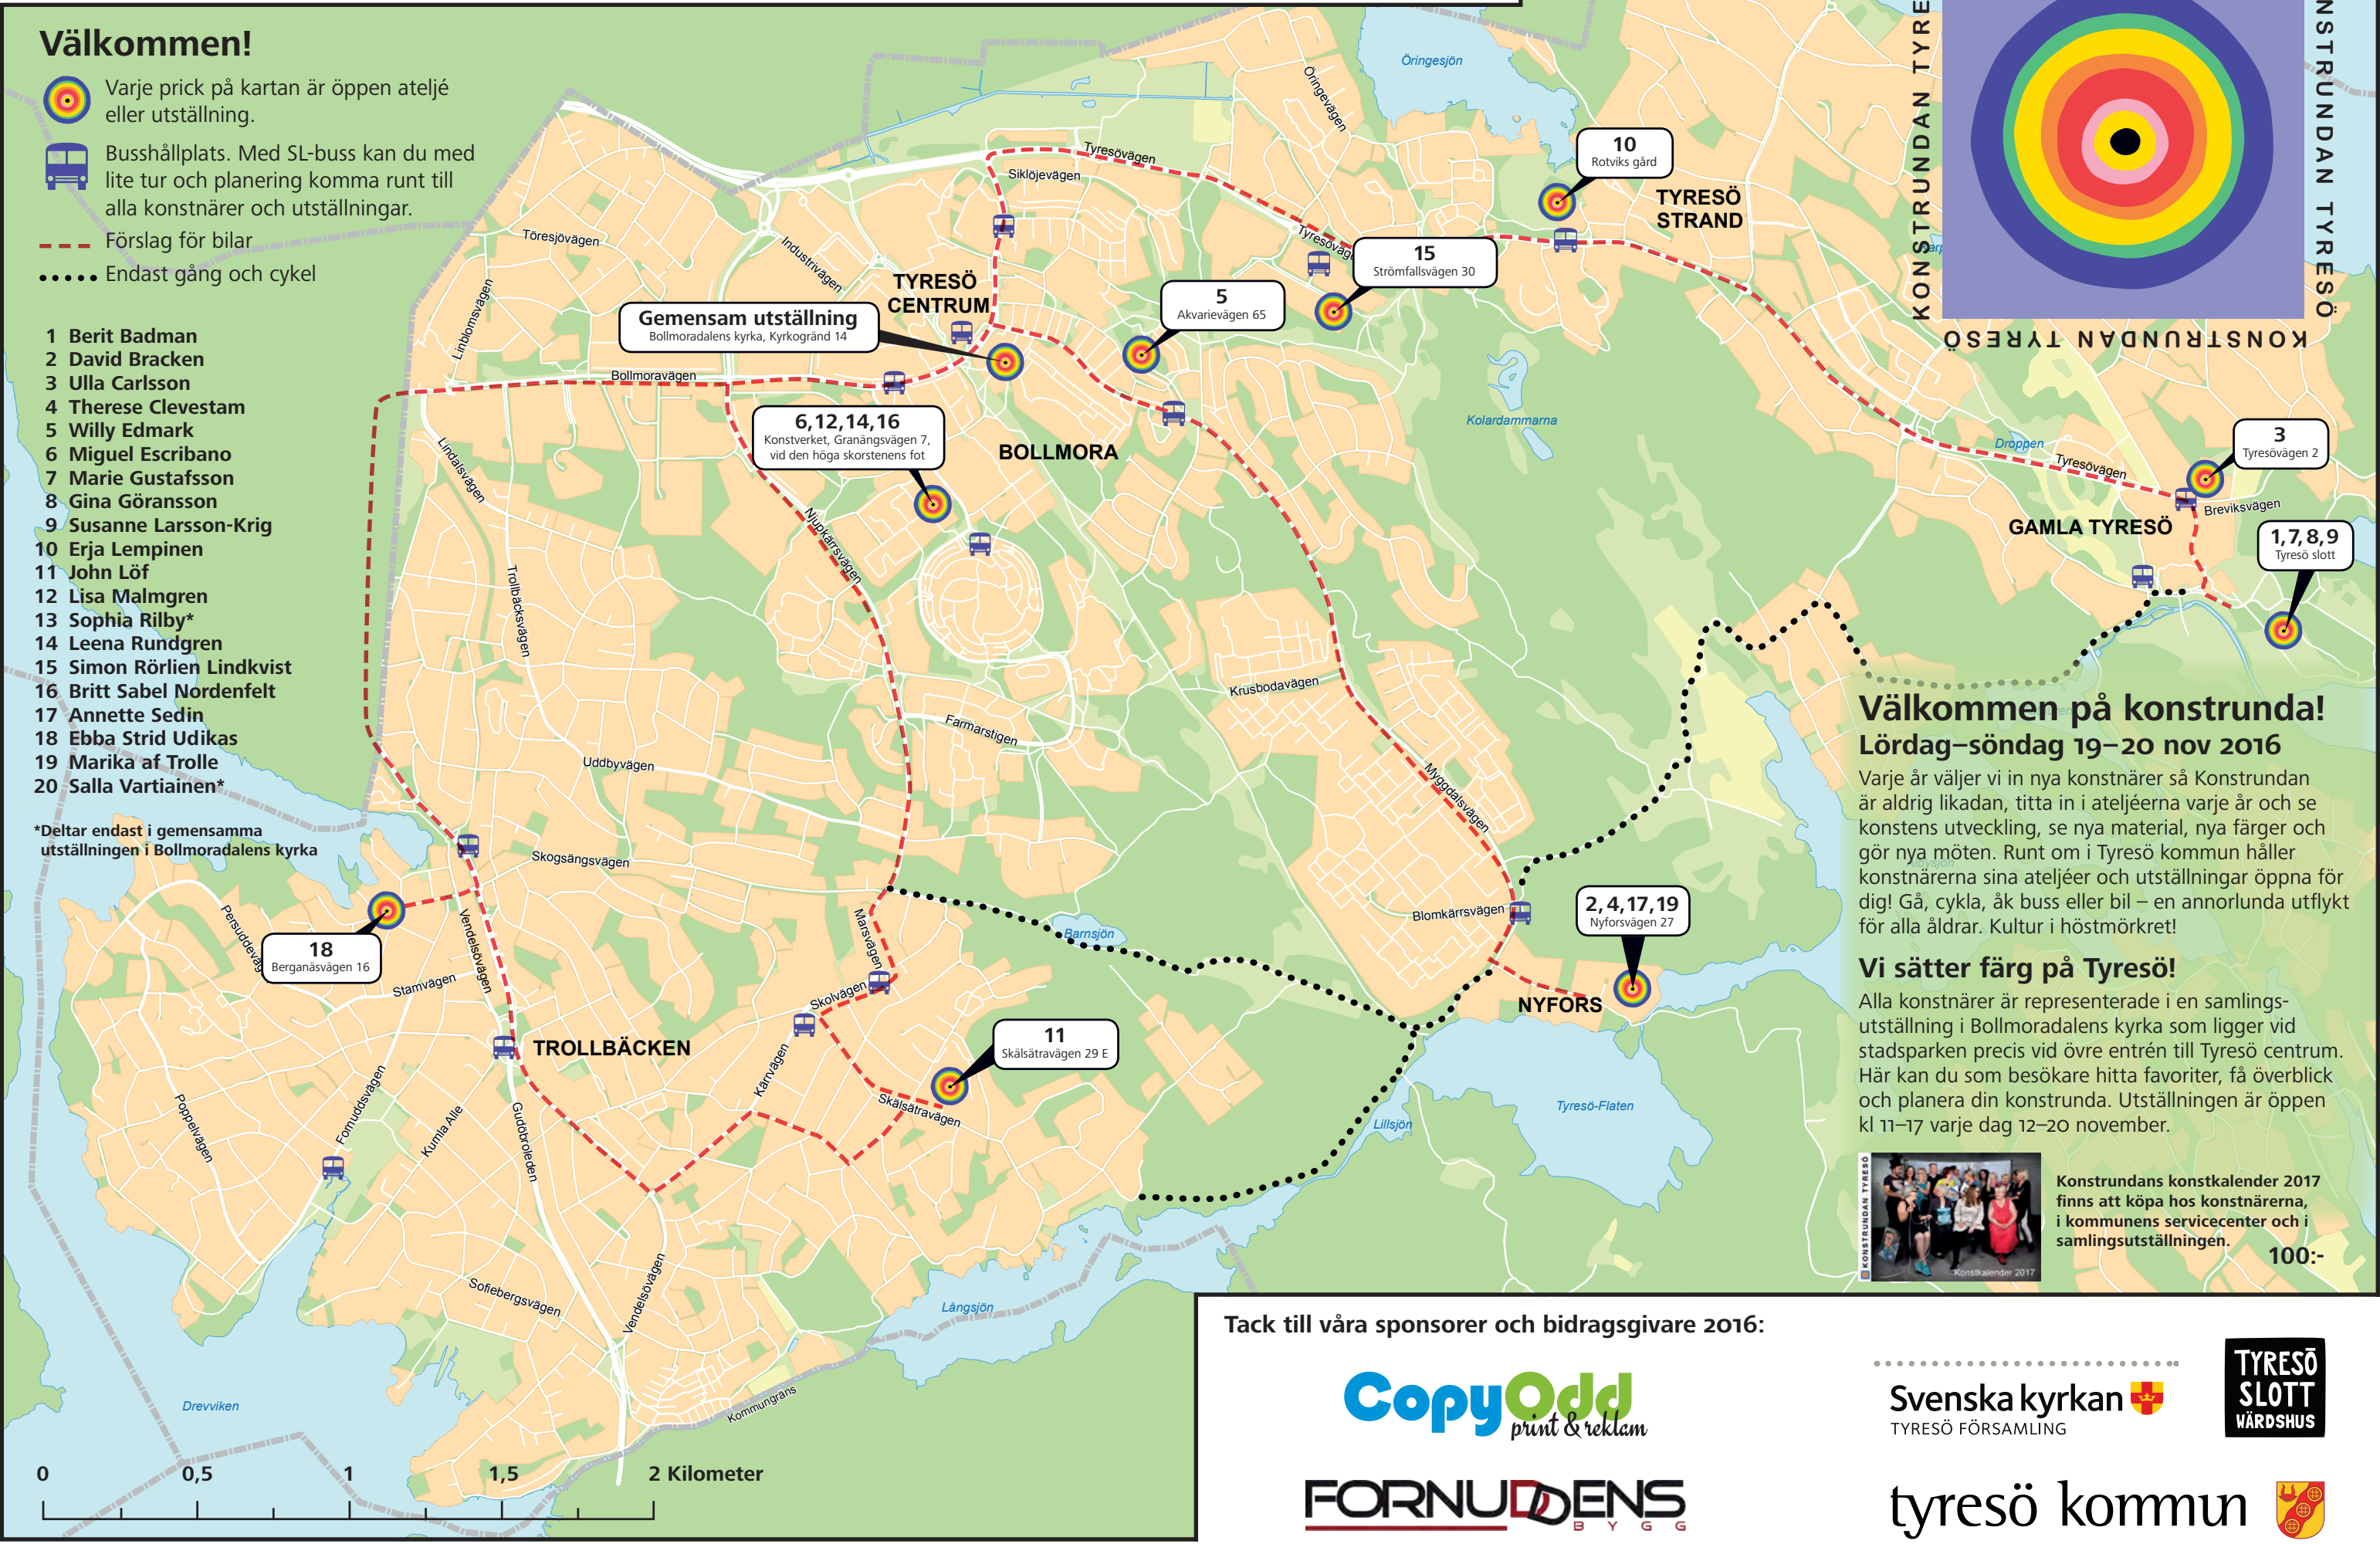 Välkommen!
Varje prick på kartan är öppen ateljé
eller utställning.
Busshållplats. Med SL-buss kan du med
lite tur och planering komma runt till
alla konstnärer och utställningar.
Förslag för bilar
Endast gång och cykel
1 Berit Badman
2 David Bracken
3 Ulla Carlsson
4 Therese Clevestam
5 Willy Edmark
6 Miguel Escribano
7 Marie Gustafsson
8 Gina Göransson
9 Susanne Larsson-Krig
10 Erja Lempinen
11 John Löf
12 Lisa Malmgren
13 Sophia Rilby*
14 Leena Rundgren
15 Simon Rörlien Lindkvist
16 Britt Sabel Nordenfelt
17 Annette Sedin
18 Ebba Strid Udikas
19 Marika af Trolle
20 Salla Vartiainen*
*Deltar endast i gemensamma
utställningen i Bollmoradalens kyrka
Öringesjön
Öringevägen
Tyresövägen
Siklöjevägen
Töresjövägen
Industrivägen
Linblomsvägen
TYRESÖ
CENTRUM
Gemensam utställning
Bollmoradalens kyrka, Kyrkogränd 14
Bollmoravägen
5
Akvarievägen 65
Tyresöväge
15
Strömfallsvägen 30
10
Rotviks gård
TYRESÖ
STRAND
6,12,14,16
Konstverket, Granängsvägen 7,
vid den höga skorstenens fot
BOLLMORA
Kolardammarna
Lindalsvägen
Njupkärrsvägen
Trollbäcksvägen
Droppen
Tyresövägen
3
Tyresövägen 2
Breviksvägen
GAMLA TYRESÖ
1,7,8,9
Tyresö slott
Krusbodavägen
Farmarstigen
Uddbyvägen
Myggdalsvägen
Skogsängsvägen
Persuddeväg
Vendelsövägen
Marsvägen
Barnsjön
Blomkärrsvägen
2,4,17,19
Nyforsvägen 27
NYFORS
18
Berganäsvägen 16
Stamvägen
Skolvägen
TROLLBÄCKEN
11
Skälsätravägen 29 E
Kärrvägen
Skälsätravägen
Poppelvägen
Fornuddsvägen
Kumla Alle
Gudöbroleden
Lillsjön
Tyresö-Flaten
Vendelsövägen
Sofiebergsvägen
Långsjön
Kommungräns
Drevviken
0 0,5 1 1,5 2 Kilometer
KONSTRUNDAN TYRE
NSTRUNDAN TYRESÖ
KONSTRUNDAN TYRESÖ
Välkommen på konstrunda!
Lördag–söndag 19–20 nov 2016
Varje år väljer vi in nya konstnärer så Konstrundan
är aldrig likadan, titta in i ateljéerna varje år och se
konstens utveckling, se nya material, nya färger och
gör nya möten. Runt om i Tyresö kommun håller
konstnärerna sina ateljéer och utställningar öppna för
dig! Gå, cykla, åk buss eller bil – en annorlunda utflykt
för alla åldrar. Kultur i höstmörkret!
Vi sätter färg på Tyresö!
Alla konstnärer är representerade i en samlings-
utställning i Bollmoradalens kyrka som ligger vid
stadsparken precis vid övre entrén till Tyresö centrum.
Här kan du som besökare hitta favoriter, få överblick
och planera din konstrunda. Utställningen är öppen
kl 11–17 varje dag 12–20 november.
KONSTRUNDAN TYRESÖ
Konstkalender 2017
Konstrundans konstkalender 2017
finns att köpa hos konstnärerna,
i kommunens servicecenter och i
samlingsutställningen.
100:-
Tack till våra sponsorer och bidragsgivare 2016:
CopyOdd
print & reklam
FORNUDDENS
BYGG
Svenska kyrkan
TYRESÖ FÖRSAMLING
TYRESÖ
SLOTT
WÄRDSHUS
tyresö kommun